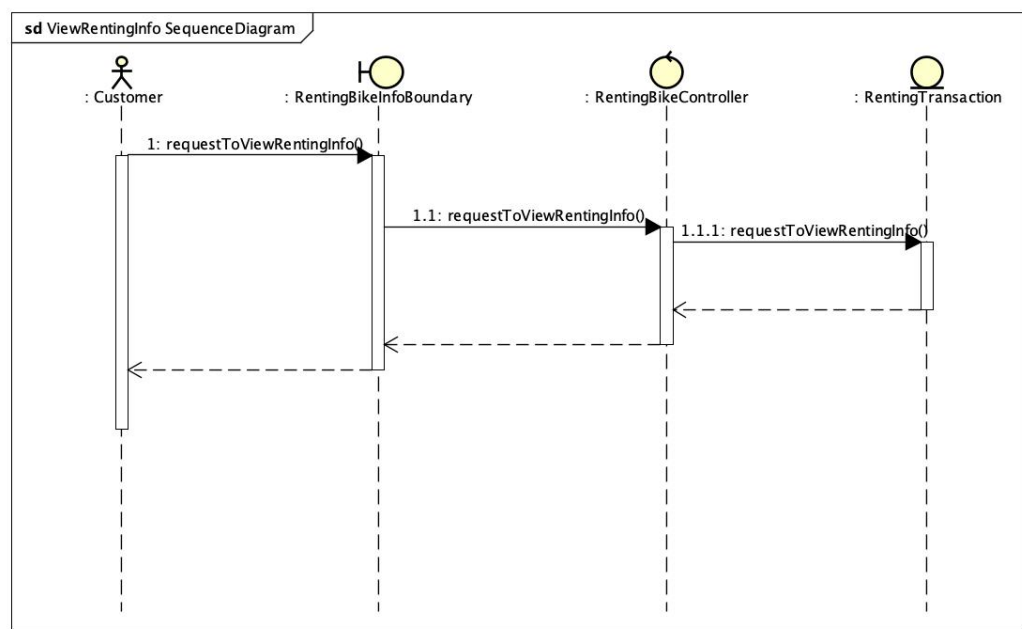 sd ViewRentingInfo SequenceDiagram
: Customer
: RentingBikeInfoBoundary
: RentingBikeController
: RentingTransaction
1: requestToViewRentingInfo()
1.1: requestToViewRentingInfo()
1.1.1: requestToViewRentingInfo()